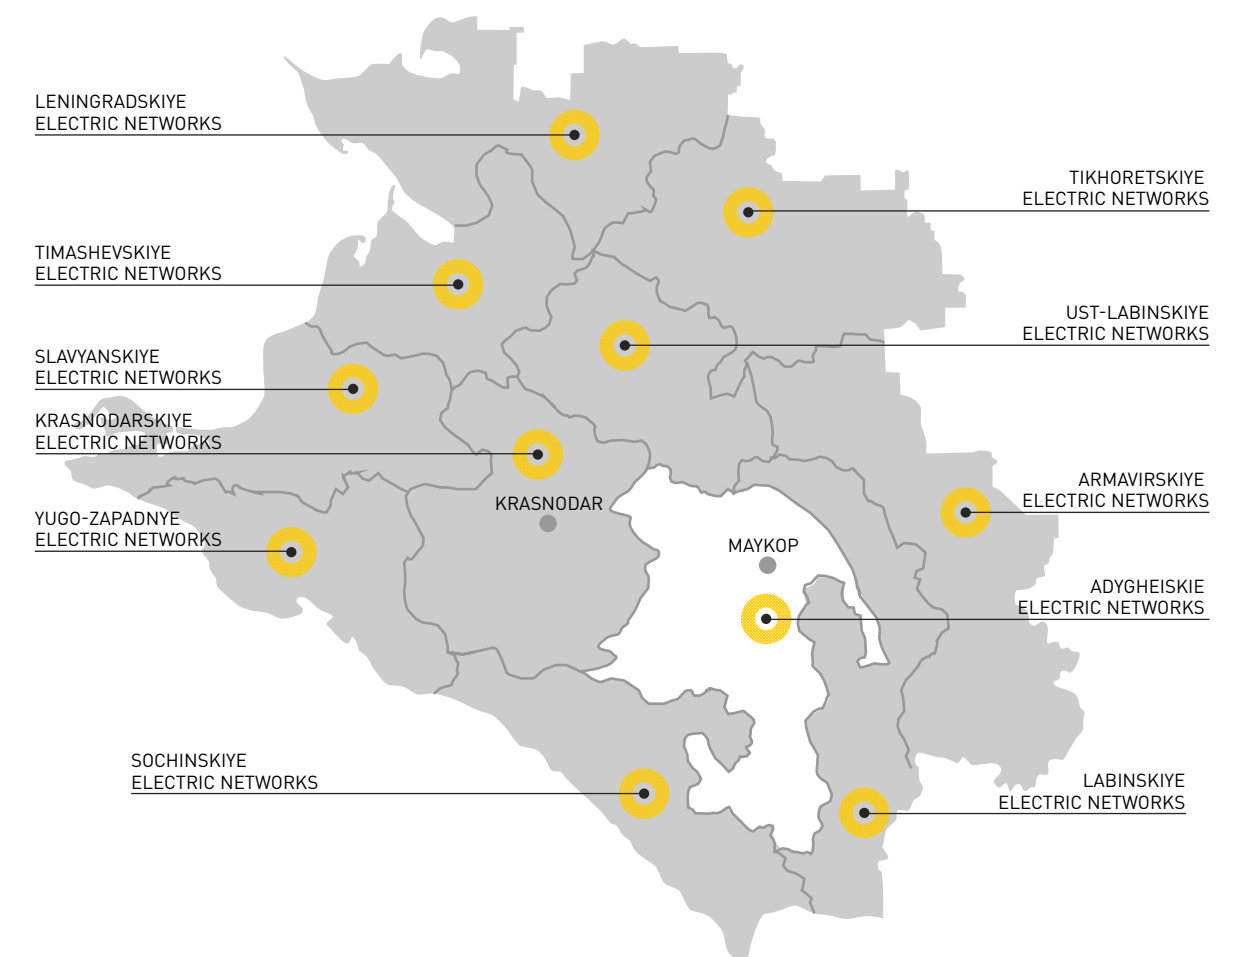 LENINGRADSKIYE
ELECTRIC NETWORKS
TIKHORETSKIYE
ELECTRIC NETWORKS
TIMASHEVSKIYE
ELECTRIC NETWORKS
UST-LABINSKIYE
ELECTRIC NETWORKS
SLAVYANSKIYE
ELECTRIC NETWORKS
KRASNODARSKIYE
ELECTRIC NETWORKS
ARMAVIRSKIYE
ELECTRIC NETWORKS
KRASNODAR
YUGO-ZAPADNYE
ELECTRIC NETWORKS
MAYKOP
ADYGHEISKIE
ELECTRIC NETWORKS
SOCHINSKIYE
ELECTRIC NETWORKS
LABINSKIYE
ELECTRIC NETWORKS